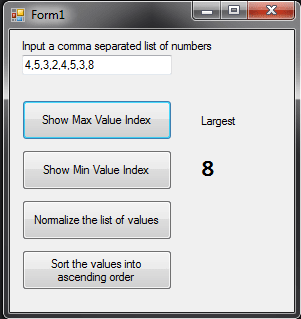 Form1
Input a comma separated list of numbers
4,5,3,2,4,5,3,8
Show Max Value Index
Largest
Show Min Value Index
8
Normalize the list of values
Sort the values into
ascending order